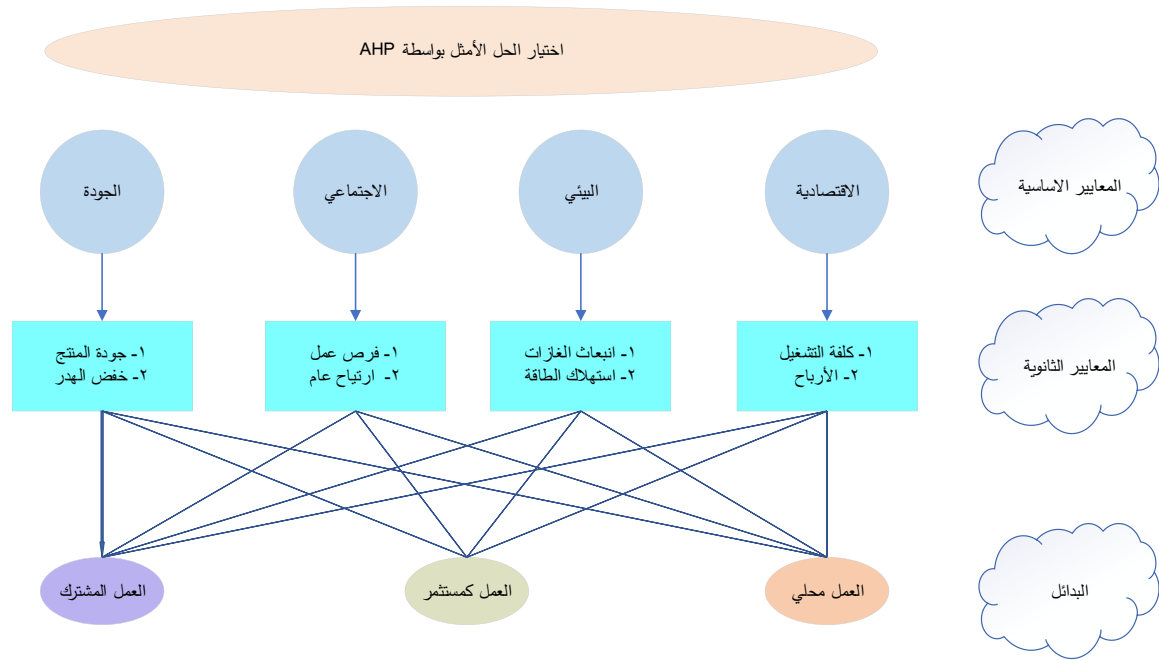 اختيار الحل الأمثل بواسطة AHP
المعايير الاساسية
الاقتصادية
البيئي
الاجتماعي
الجودة
المعايير الثانوية
١- كلفة التشغيل
٢- الأرباح
١- انبعاث الغازات
٢- استهلاك الطاقة
١- فرص عمل
٢- ارتياح عام
١- جودة المنتج
٢- خفض الهدر
البدائل
العمل محلي
العمل كمستثمر
العمل المشترك